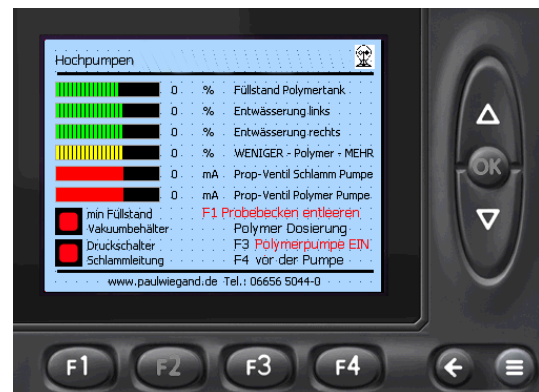 Hochpumpen
0 % Füllstand Polymertank
0 % Entwässerung links
0 % Entwässerung rechts
0 % WENIGER - Polymer - MEHR
0 mA Prop-Ventil Schlamm Pumpe
0 mA Prop-Ventil Polymer Pumpe
min Füllstand F1 Probebecken entleeren
Vakuumbehälter Polymer Dosierung
Druckschalter F3 Polymerpumpe EIN
Schlammleitung F4 vor der Pumpe
www.paulwiegand.de Tel.: 06656 5044-0
OK
F1 F2 F3 F4